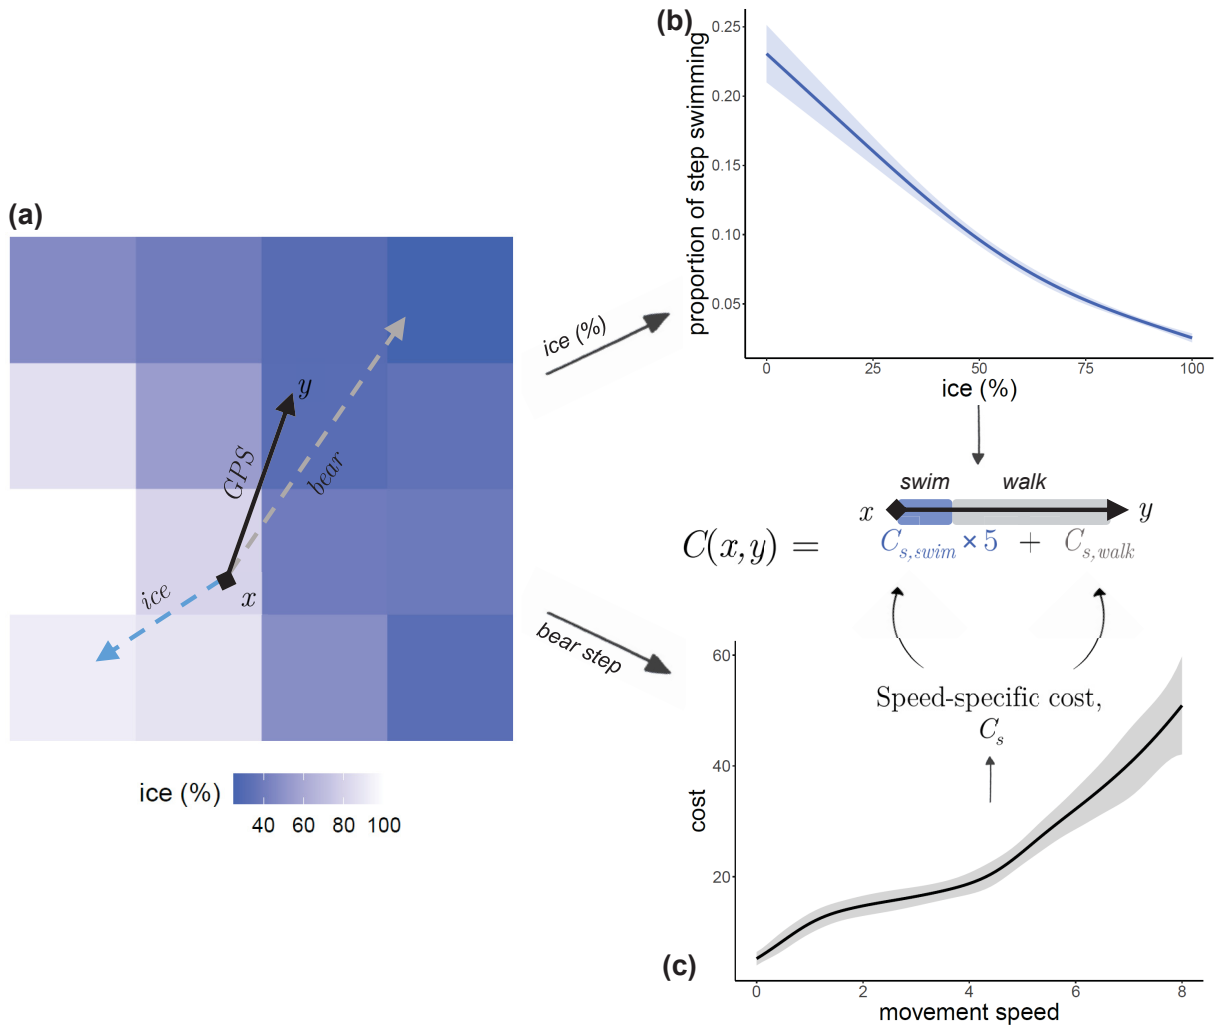 (a)
y
GPS
bear
x
ice
ice (%)
40 60 80 100
ice (%)
bear step
(b)
proportion of step swimming
0.25
0.20
0.15
0.10
0.05
0 25 50 75 100
ice (%)
swim walk
x y
C(x,y) = C_{s,swim} × 5 + C_{s,walk}
Speed-specific cost,
C_s
(c)
cost
60
40
20
0 2 4 6 8
movement speed